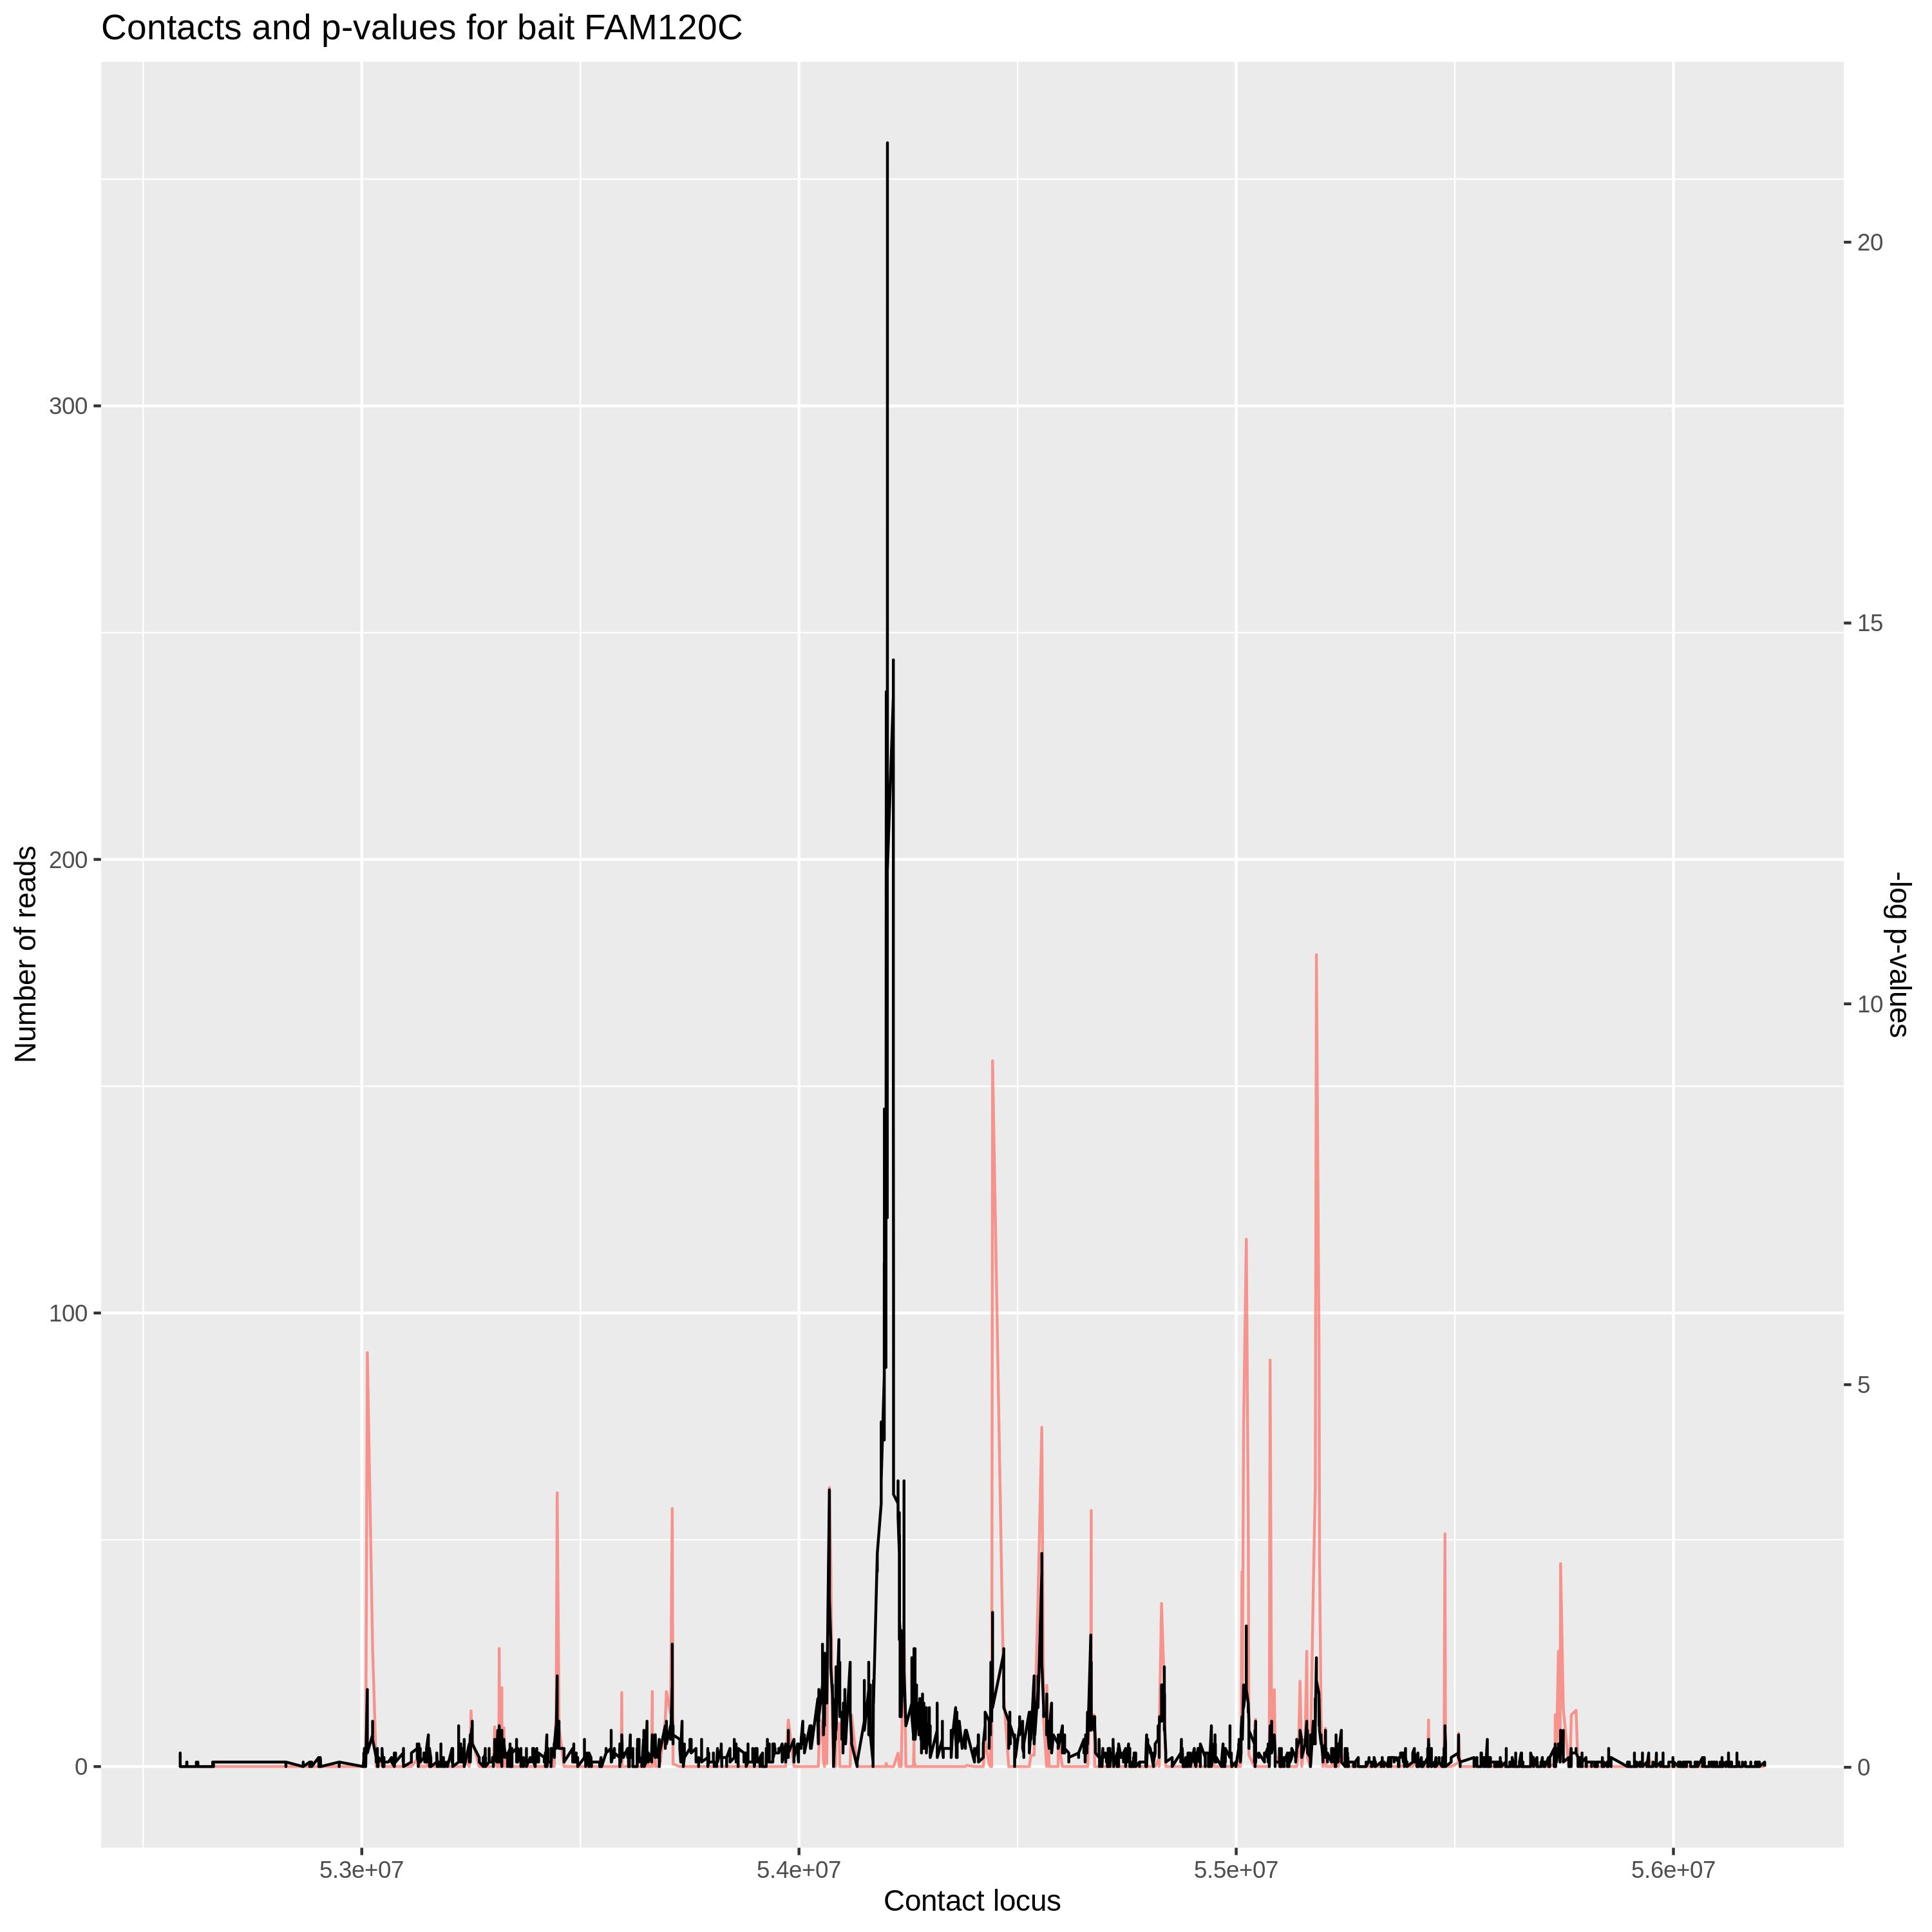 Contacts and p-values for bait FAM120C
Number of reads
300
200
100
0
20
15
10
5
0
-log p-values
5.3e+07
5.4e+07
5.5e+07
5.6e+07
Contact locus